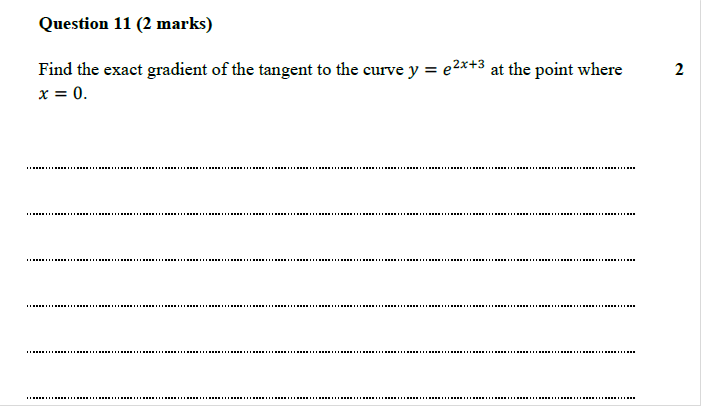 Question 11 (2 marks)
Find the exact gradient of the tangent to the curve y = e^{2x+3} at the point where 2
x = 0.